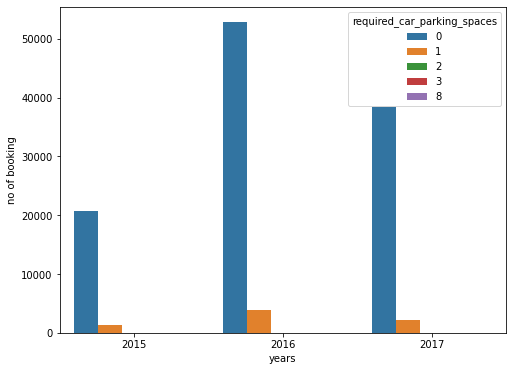 required_car_parking_spaces
0
1
2
3
8
50000
40000
30000
20000
10000
0
no of booking
2015 2016 2017
years